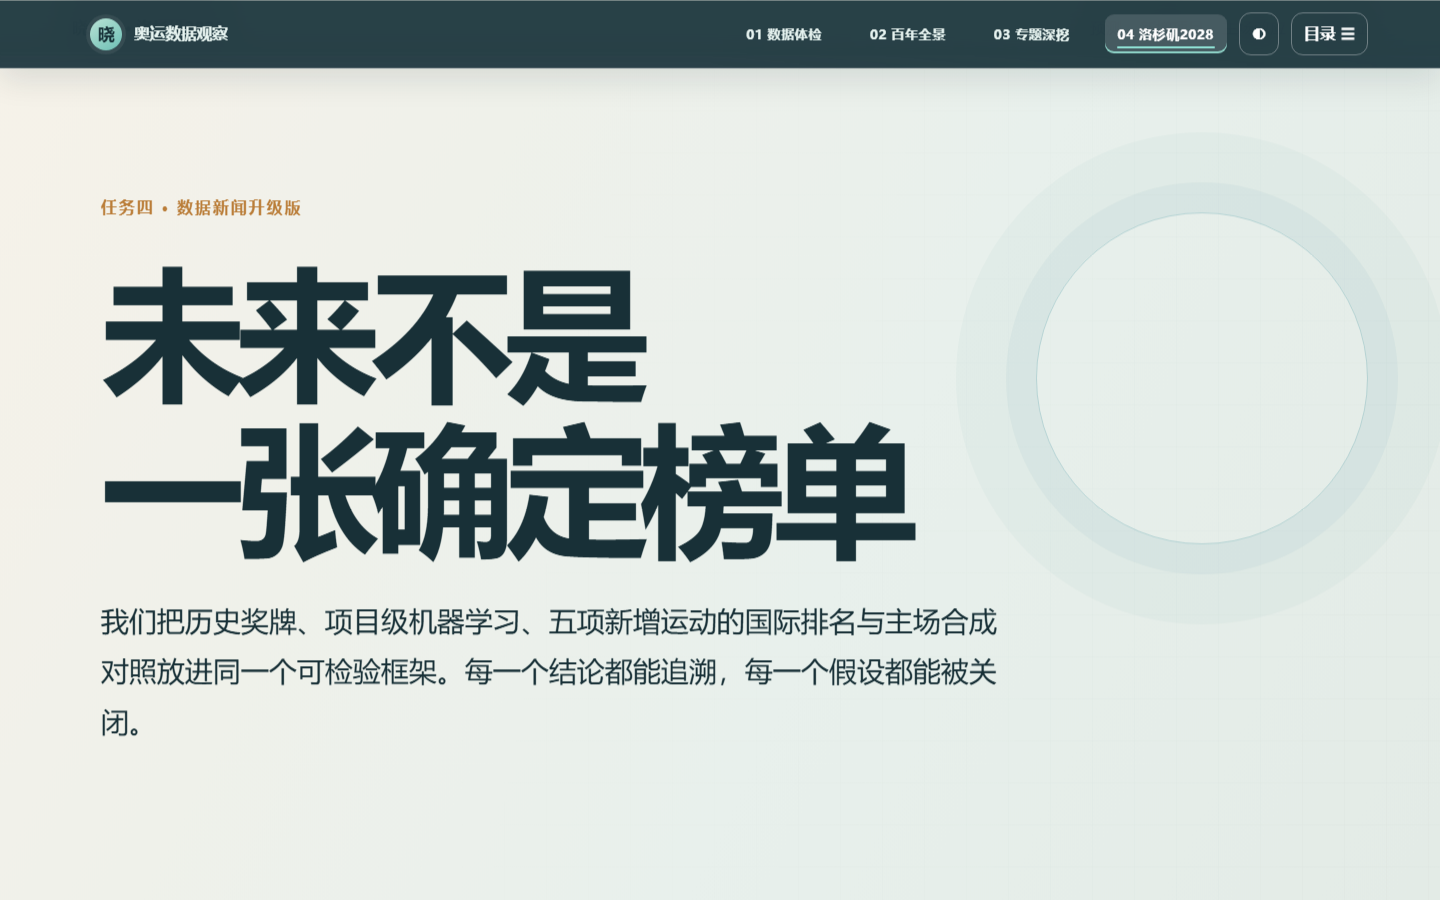 晓 奥运数据观察 01 数据体检 02 百年全景 03 专题深挖 04 洛杉矶2028 目录
任务四 • 数据新闻升级版
未来不是
一张确定榜单
我们把历史奖牌、项目级机器学习、五项新增运动的国际排名与主场合成
对照放进同一个可检验框架。每一个结论都能追溯，每一个假设都能被关
闭。